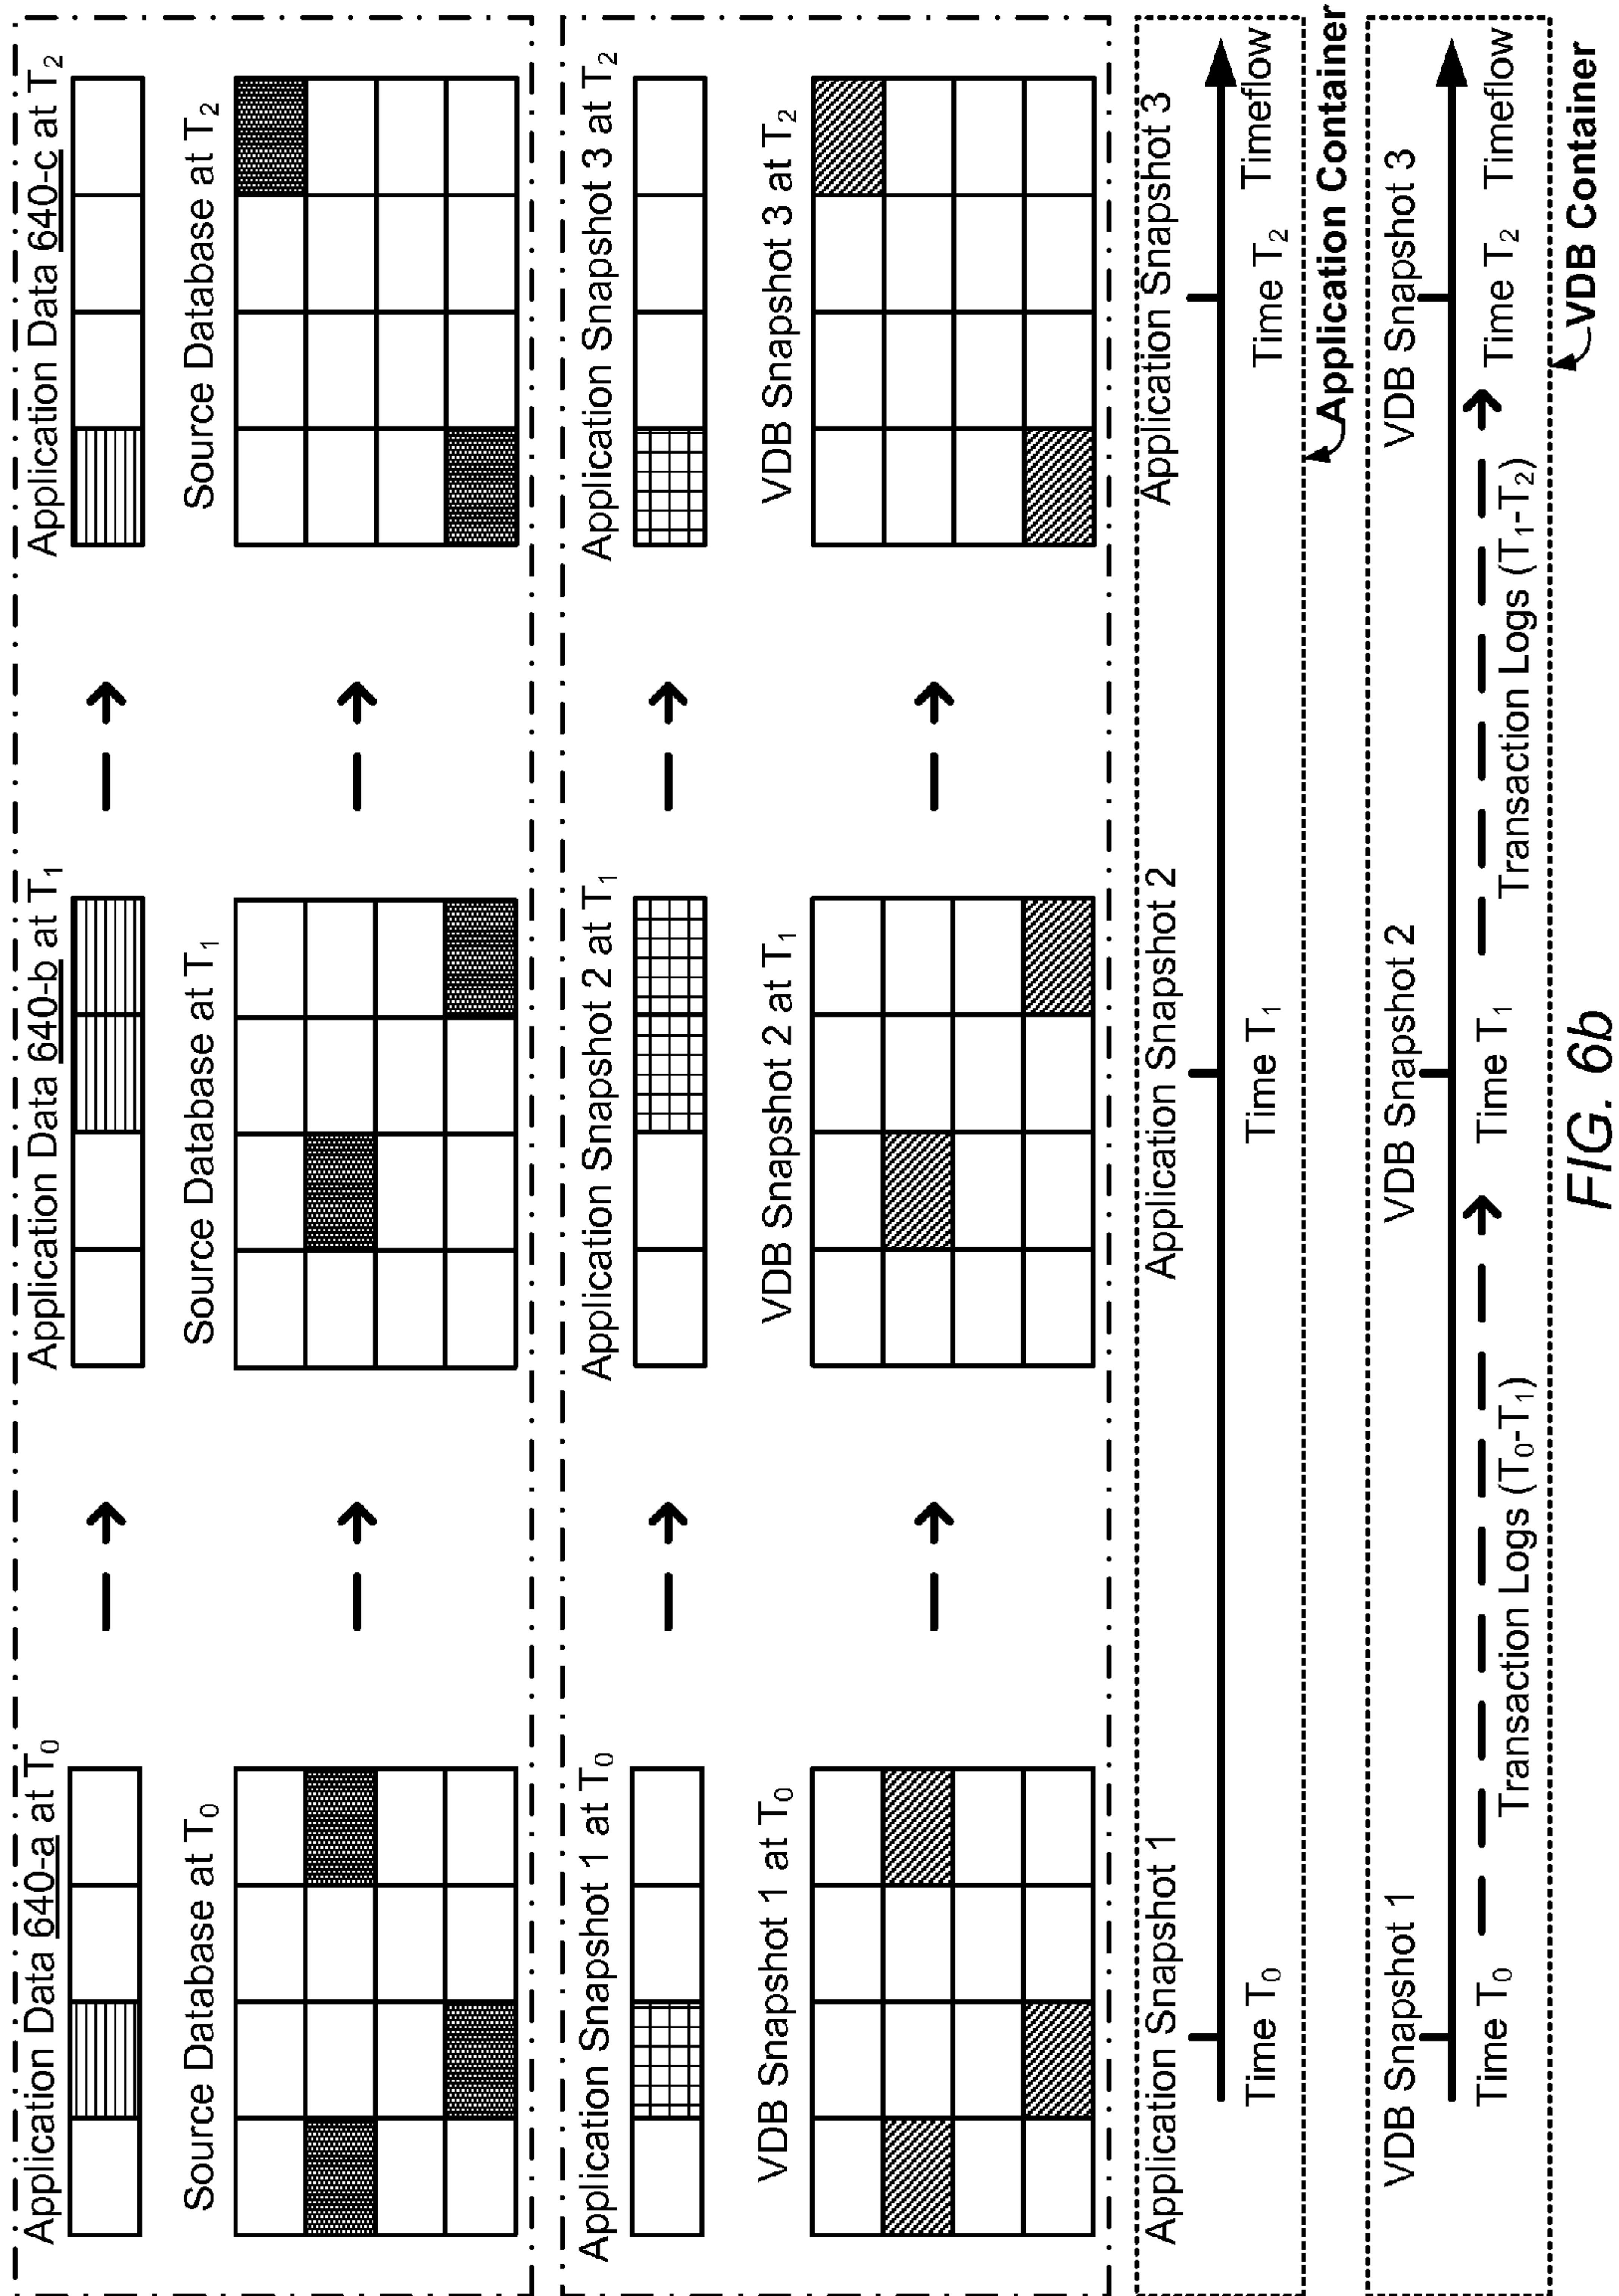 Application Data 640-a at T₀
Application Data 640-b at T₁
Application Data 640-c at T₂
Source Database at T₀
Source Database at T₁
Source Database at T₂
Application Snapshot 1 at T₀
Application Snapshot 2 at T₁
Application Snapshot 3 at T₂
VDB Snapshot 1 at T₀
VDB Snapshot 2 at T₁
VDB Snapshot 3 at T₂
Application Snapshot 1
Application Snapshot 2
Application Snapshot 3
Time T₀
Time T₁
Time T₂
Timeflow
Application Container
VDB Snapshot 1
VDB Snapshot 2
VDB Snapshot 3
Time T₀
Time T₁
Time T₂
Timeflow
Transaction Logs (T₀-T₁)
Transaction Logs (T₁-T₂)
VDB Container
FIG. 6b